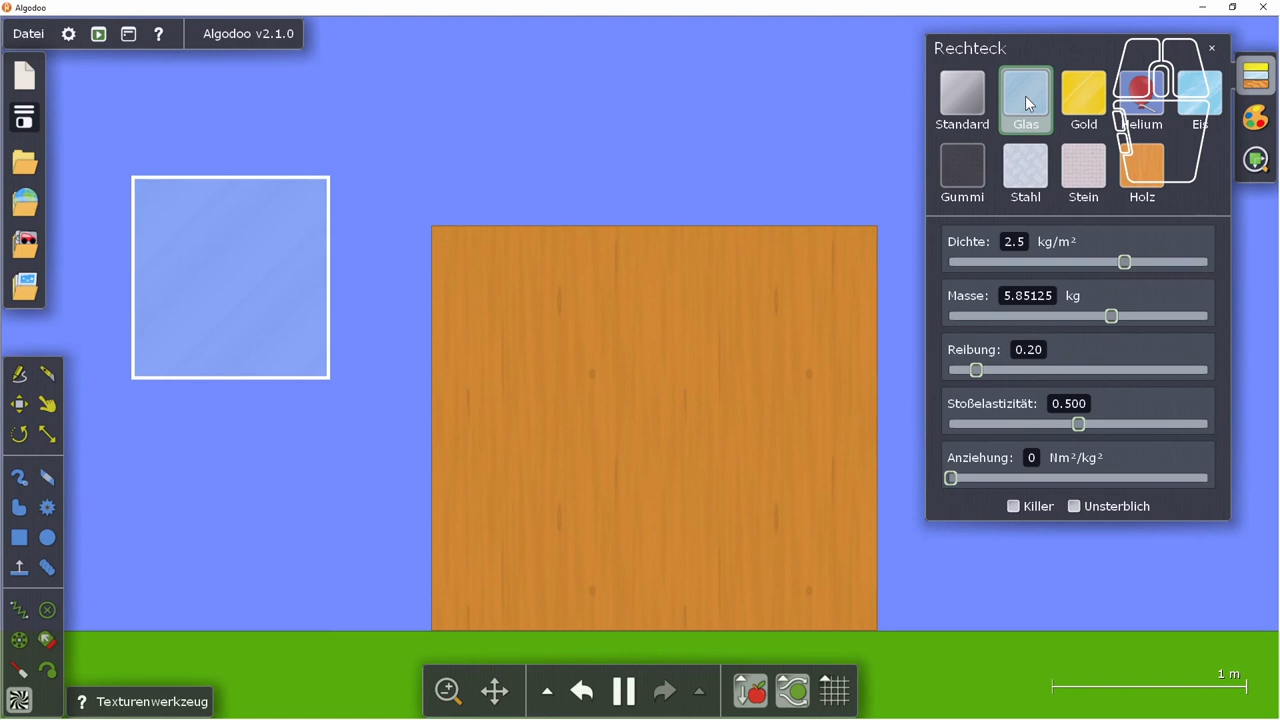 Algodoo
Datei
?
Algodoo v2.1.0
Rechteck
×
Standard
Glas
Gold
Helium
Eis
Gummi
Stahl
Stein
Holz
Dichte: 2.5 kg/m²
Masse: 5.85125 kg
Reibung: 0.20
Stoßelastizität: 0.500
Anziehung: 0 Nm²/kg²
Killer
Unsterblich
1 m
? Texturenwerkzeug